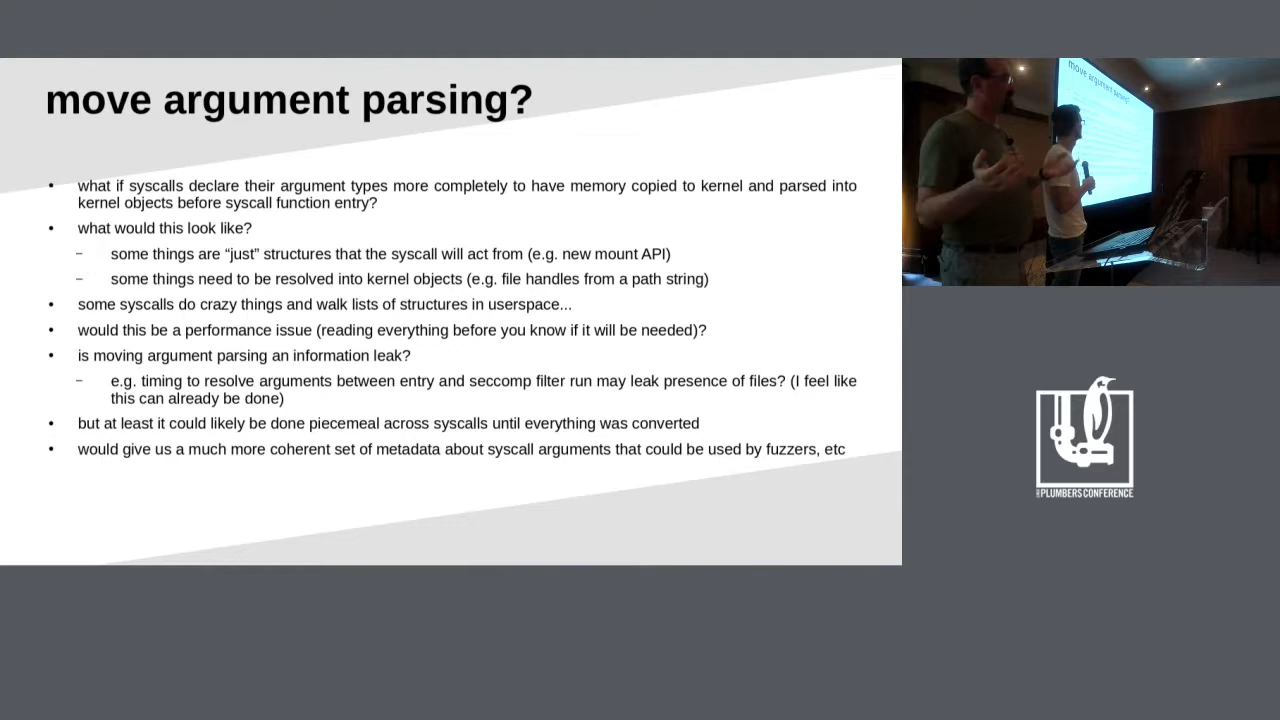 move argument parsing?
• what if syscalls declare their argument types more completely to have memory copied to kernel and parsed into
kernel objects before syscall function entry?
• what would this look like?
– some things are “just” structures that the syscall will act from (e.g. new mount API)
– some things need to be resolved into kernel objects (e.g. file handles from a path string)
• some syscalls do crazy things and walk lists of structures in userspace...
• would this be a performance issue (reading everything before you know if it will be needed)?
• is moving argument parsing an information leak?
– e.g. timing to resolve arguments between entry and seccomp filter run may leak presence of files? (I feel like
this can already be done)
• but at least it could likely be done piecemeal across syscalls until everything was converted
• would give us a much more coherent set of metadata about syscall arguments that could be used by fuzzers, etc
move argument parsing?
PLUMBERS CONFERENCE